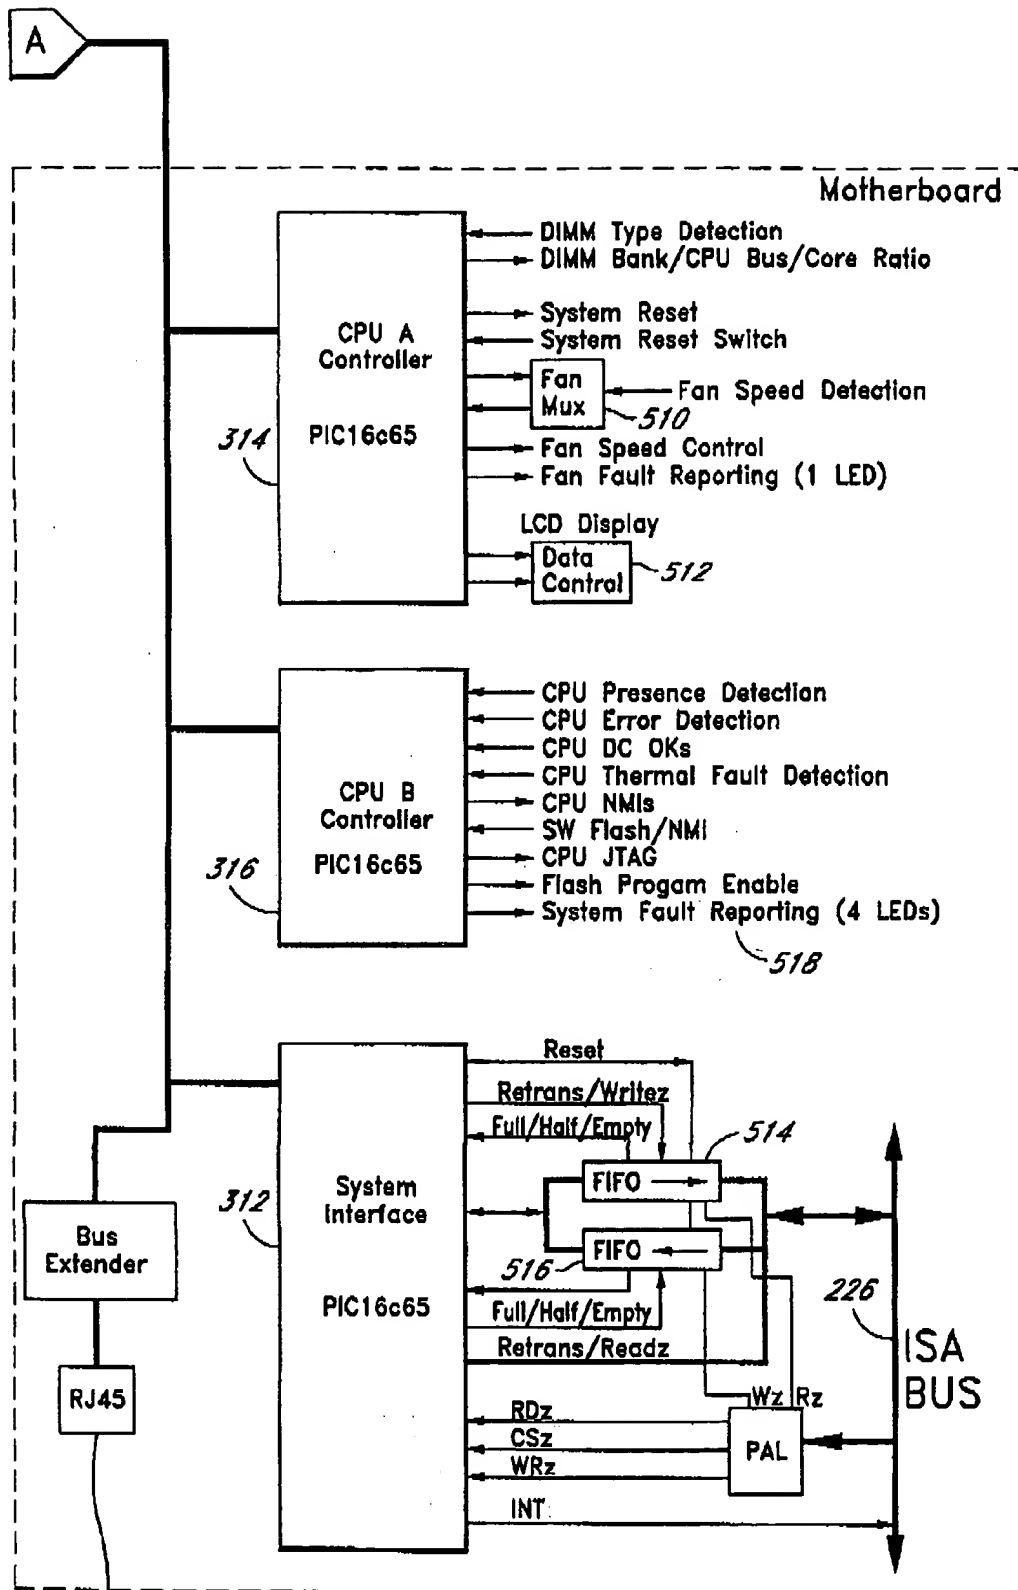 A
Motherboard
DIMM Type Detection
DIMM Bank/CPU Bus/Core Ratio
System Reset
System Reset Switch
CPU A
Controller
PIC16c65
314
Fan
Mux
Fan Speed Detection
510
Fan Speed Control
Fan Fault Reporting (1 LED)
LCD Display
Data
Control
512
CPU Presence Detection
CPU Error Detection
CPU DC OKs
CPU Thermal Fault Detection
CPU NMIs
SW Flash/NMI
CPU JTAG
Flash Progam Enable
System Fault Reporting (4 LEDs)
518
CPU B
Controller
PIC16c65
316
Reset
Retrans/Writez
Full/Half/Empty
514
FIFO
System
Interface
PIC16c65
312
FIFO
516
Full/Half/Empty
Retrans/Readz
Bus
Extender
RJ45
226
ISA
BUS
Wz
Rz
RDz
CSz
WRz
PAL
INT